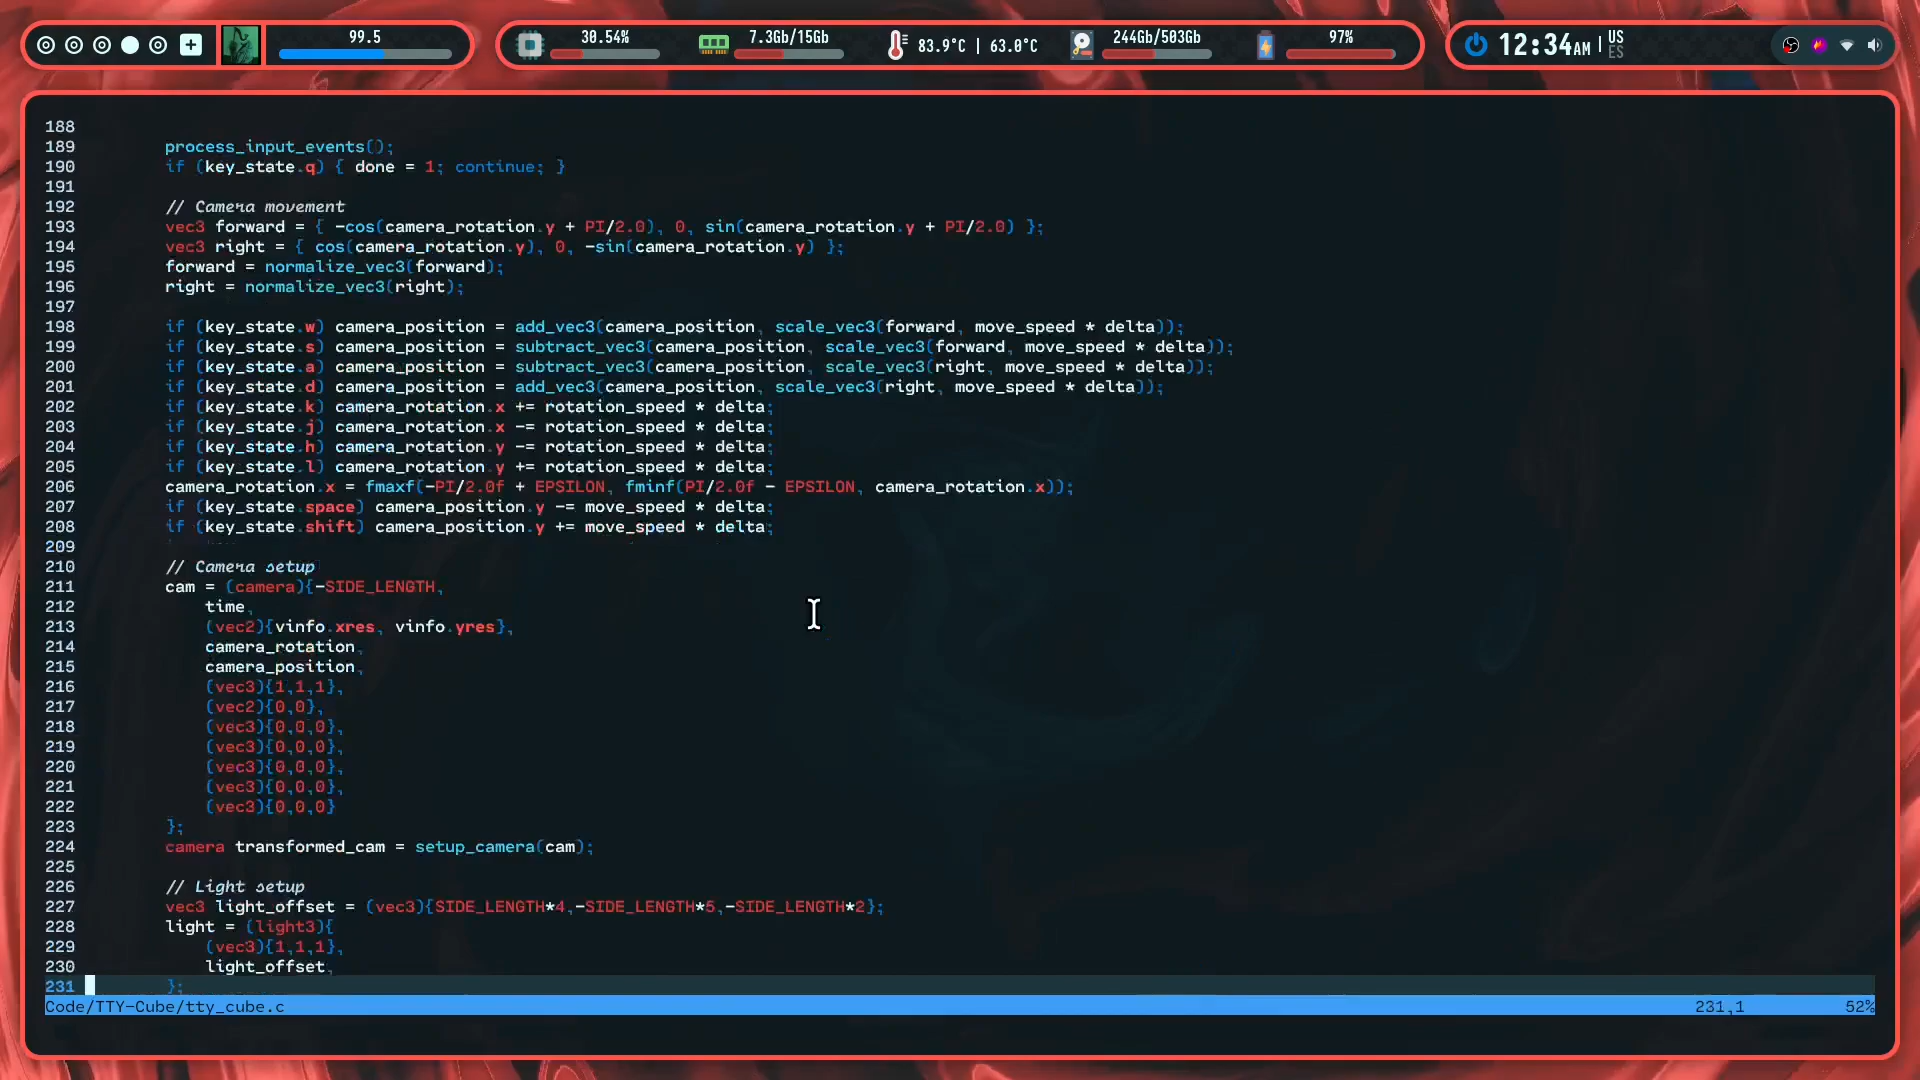 99.5
30.54%
7.3Gb/15Gb
83.9°C | 63.0°C
244Gb/503Gb
97%
12:34AM | US
ES
188
189 process_input_events();
190 if (key_state.q) { done = 1; continue; }
191
192 // Camera movement
193 vec3 forward = { -cos(camera_rotation.y + PI/2.0), 0, sin(camera_rotation.y + PI/2.0) };
194 vec3 right = { cos(camera_rotation.y), 0, -sin(camera_rotation.y) };
195 forward = normalize_vec3(forward);
196 right = normalize_vec3(right);
197
198 if (key_state.w) camera_position = add_vec3(camera_position, scale_vec3(forward, move_speed * delta));
199 if (key_state.s) camera_position = subtract_vec3(camera_position, scale_vec3(forward, move_speed * delta));
200 if (key_state.a) camera_position = subtract_vec3(camera_position, scale_vec3(right, move_speed * delta));
201 if (key_state.d) camera_position = add_vec3(camera_position, scale_vec3(right, move_speed * delta));
202 if (key_state.k) camera_rotation.x += rotation_speed * delta;
203 if (key_state.j) camera_rotation.x -= rotation_speed * delta;
204 if (key_state.h) camera_rotation.y -= rotation_speed * delta;
205 if (key_state.l) camera_rotation.y += rotation_speed * delta;
206 camera_rotation.x = fmaxf(-PI/2.0f + EPSILON, fminf(PI/2.0f - EPSILON, camera_rotation.x));
207 if (key_state.space) camera_position.y -= move_speed * delta;
208 if (key_state.shift) camera_position.y += move_speed * delta;
209
210 // Camera setup
211 cam = (camera){-SIDE_LENGTH,
212 time,
213 (vec2){vinfo.xres, vinfo.yres},
214 camera_rotation,
215 camera_position,
216 (vec3){1,1,1},
217 (vec2){0,0},
218 (vec3){0,0,0},
219 (vec3){0,0,0},
220 (vec3){0,0,0},
221 (vec3){0,0,0},
222 (vec3){0,0,0}
223 };
224 camera transformed_cam = setup_camera(cam);
225
226 // Light setup
227 vec3 light_offset = (vec3){SIDE_LENGTH*4,-SIDE_LENGTH*5,-SIDE_LENGTH*2};
228 light = (light3){
229 (vec3){1,1,1},
230 light_offset,
231 };
Code/TTY-Cube/tty_cube.c 231,1 52%